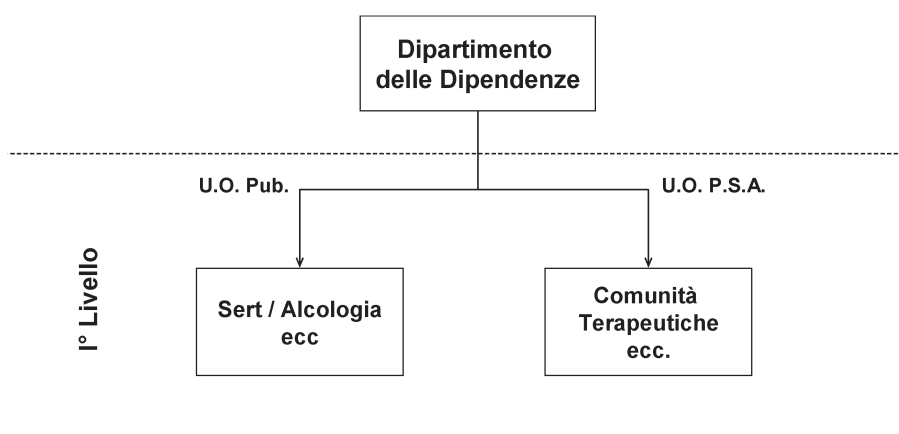 Dipartimento
delle Dipendenze
U.O. Pub.
U.O. P.S.A.
I° Livello
Sert / Alcologia
ecc
Comunità
Terapeutiche
ecc.